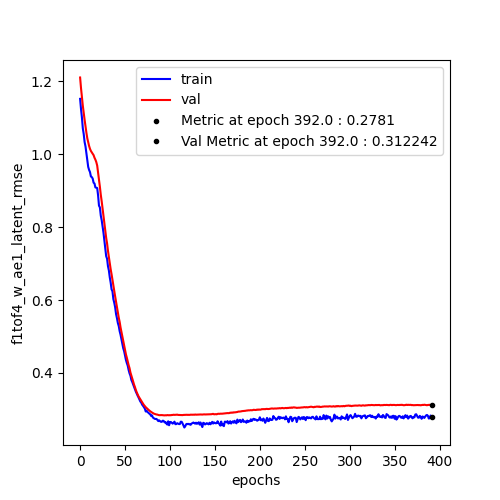 train
val
Metric at epoch 392.0 : 0.2781
Val Metric at epoch 392.0 : 0.312242
1.2
1.0
0.8
0.6
0.4
f1tof4_w_ae1_latent_rmse
0 50 100 150 200 250 300 350 400
epochs